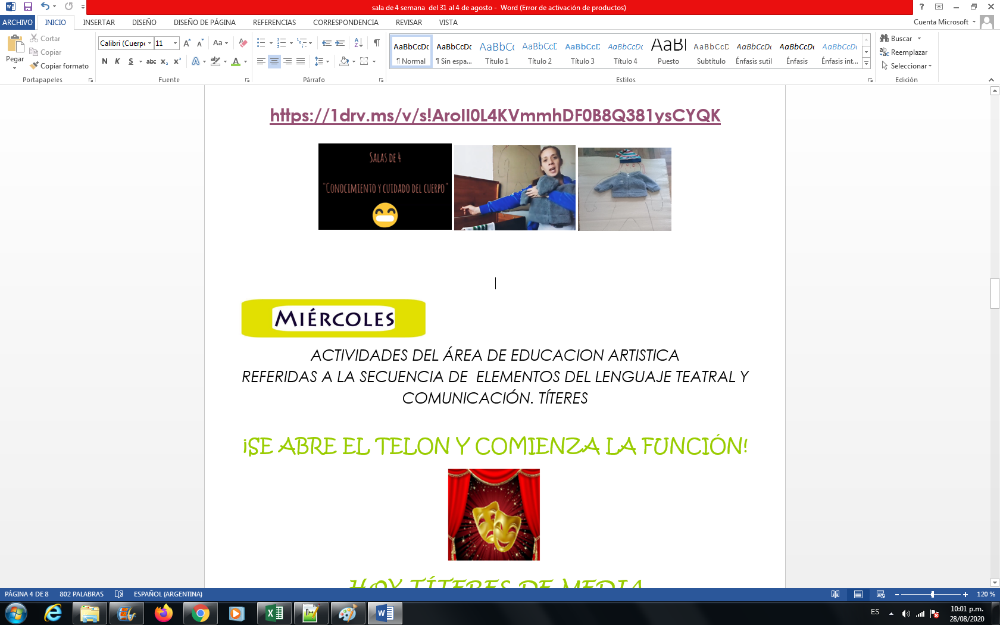 sala de 4 semana  del 31 al 4 de agosto -  Word (Error de activación de productos)
ARCHIVO INICIO INSERTAR DISEÑO DISEÑO DE PÁGINA REFERENCIAS CORRESPONDENCIA REVISAR VISTA Cuenta Microsoft
Pegar
Cortar
Copiar
Copiar formato
Portapapeles
Calibri (Cuerpo 11
N K S abc x₂ x²
Aa
A
Fuente
Párrafo
AaBbCcDc AaBbCcDc AaBbCc AaBbCcD AaBbCcD AaBbCcDc AaBl AaBbCcD AaBbCcDc AaBbCcDc AaBbCcDc
¶ Normal ¶ Sin espa... Título 1 Título 2 Título 3 Título 4 Puesto Subtítulo Énfasis sutil Énfasis Énfasis int...
Estilos
Buscar
Reemplazar
Seleccionar
Edición
https://1drv.ms/v/s!AroII0L4KVmmhDF0B8Q381ysCYQK
SALAS DE 4
"CONOCIMIENTO Y CUIDADO DEL CUERPO"
MIÉRCOLES
ACTIVIDADES DEL ÁREA DE EDUCACION ARTISTICA
REFERIDAS A LA SECUENCIA DE  ELEMENTOS DEL LENGUAJE TEATRAL Y
COMUNICACIÓN. TÍTERES
¡SE ABRE EL TELON Y COMIENZA LA FUNCIÓN!
HOY TÍTERES DE MEDIA
PÁGINA 4 DE 8 802 PALABRAS ESPAÑOL (ARGENTINA) 120 %
ES
10:01 p.m.
28/08/2020